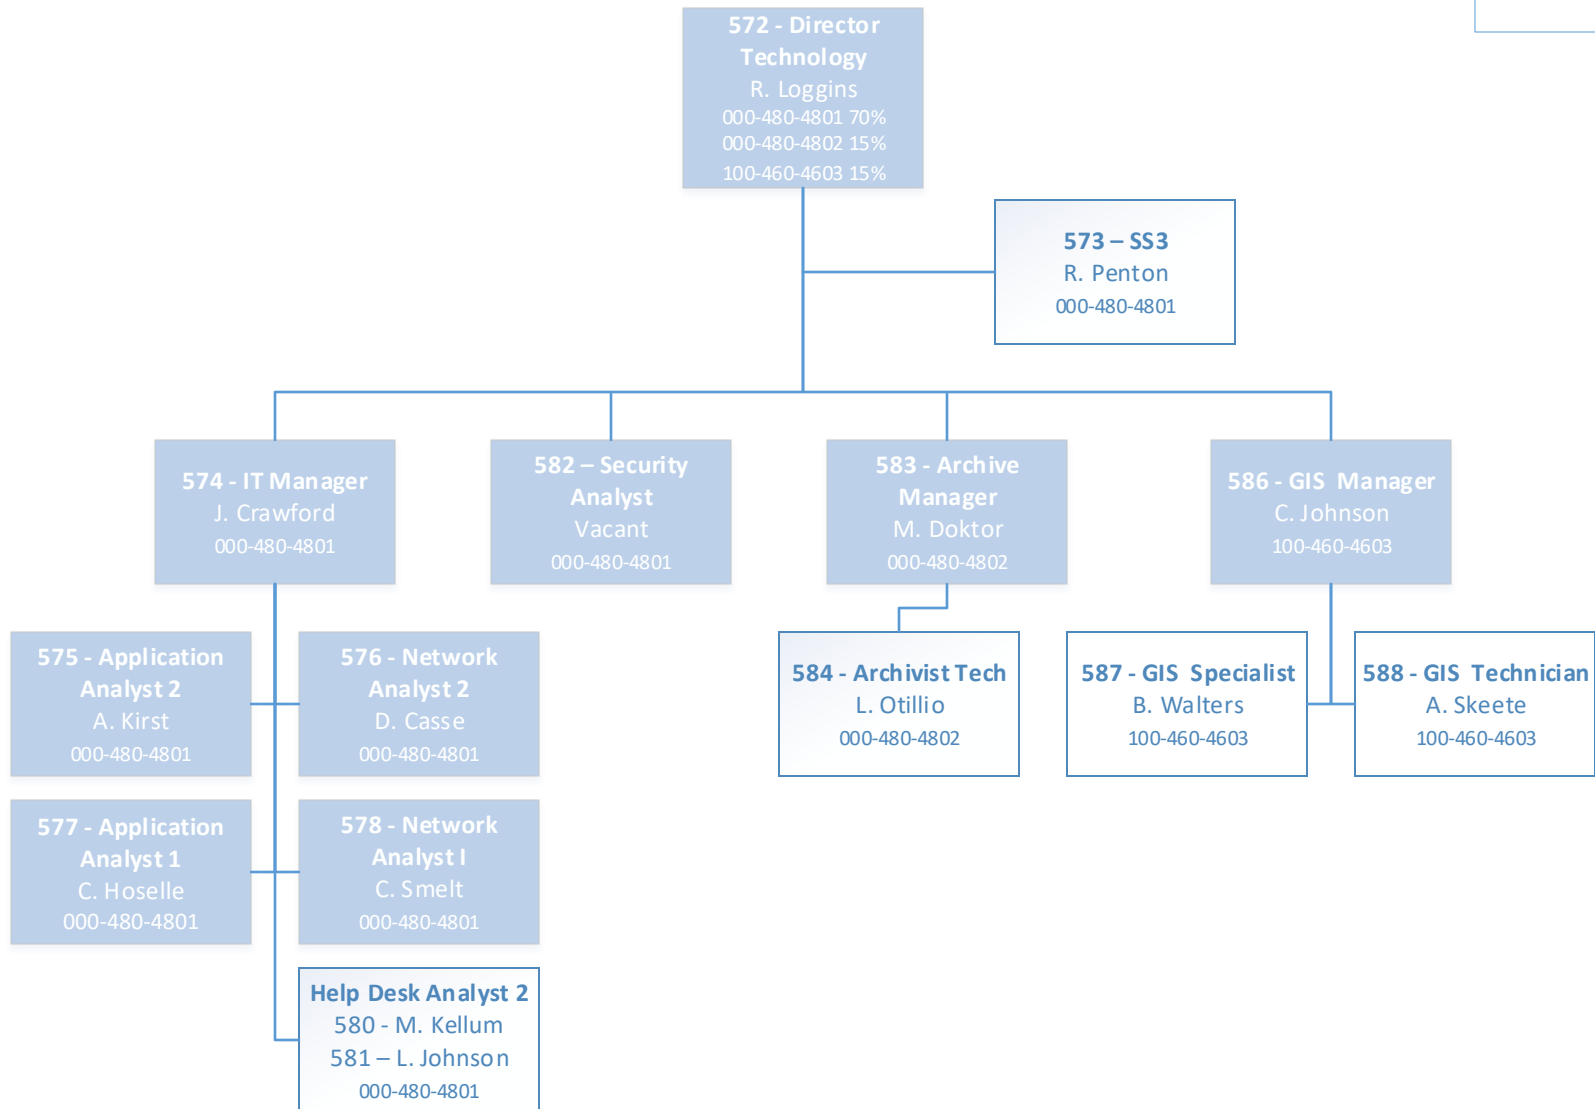 572 - Director
Technology
R. Loggins
000-480-4801 70%
000-480-4802 15%
100-460-4603 15%
573 – SS3
R. Penton
000-480-4801
574 - IT Manager
J. Crawford
000-480-4801
582 – Security
Analyst
Vacant
000-480-4801
583 - Archive
Manager
M. Doktor
000-480-4802
586 - GIS Manager
C. Johnson
100-460-4603
575 - Application
Analyst 2
A. Kirst
000-480-4801
576 - Network
Analyst 2
D. Casse
000-480-4801
584 - Archivist Tech
L. Otillio
000-480-4802
587 - GIS Specialist
B. Walters
100-460-4603
588 - GIS Technician
A. Skeete
100-460-4603
577 - Application
Analyst 1
C. Hoselle
000-480-4801
578 - Network
Analyst I
C. Smelt
000-480-4801
Help Desk Analyst 2
580 - M. Kellum
581 – L. Johnson
000-480-4801